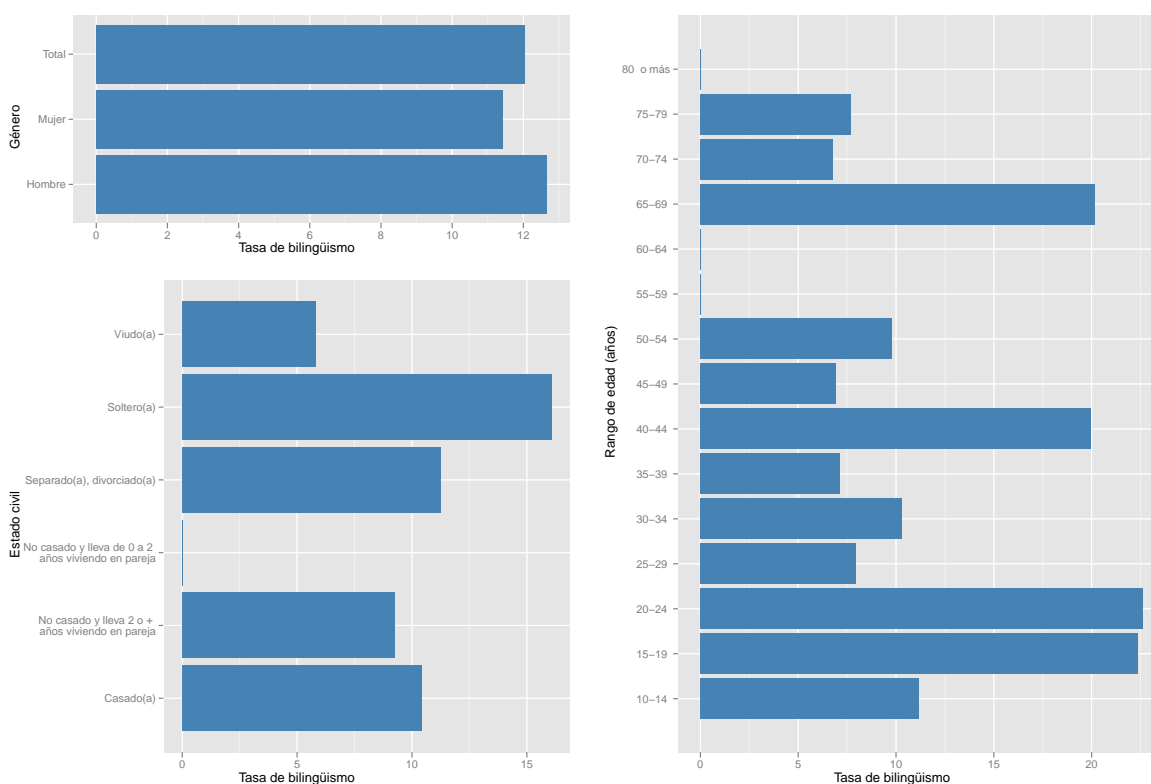 Género
Total
Mujer
Hombre
0 2 4 6 8 10 12
Tasa de bilingüismo
Estado civil
Viudo(a)
Soltero(a)
Separado(a), divorciado(a)
No casado y lleva de 0 a 2
años viviendo en pareja
No casado y lleva 2 o +
años viviendo en pareja
Casado(a)
0 5 10 15
Tasa de bilingüismo
Rango de edad (años)
80 o más
75−79
70−74
65−69
60−64
55−59
50−54
45−49
40−44
35−39
30−34
25−29
20−24
15−19
10−14
0 5 10 15 20
Tasa de bilingüismo